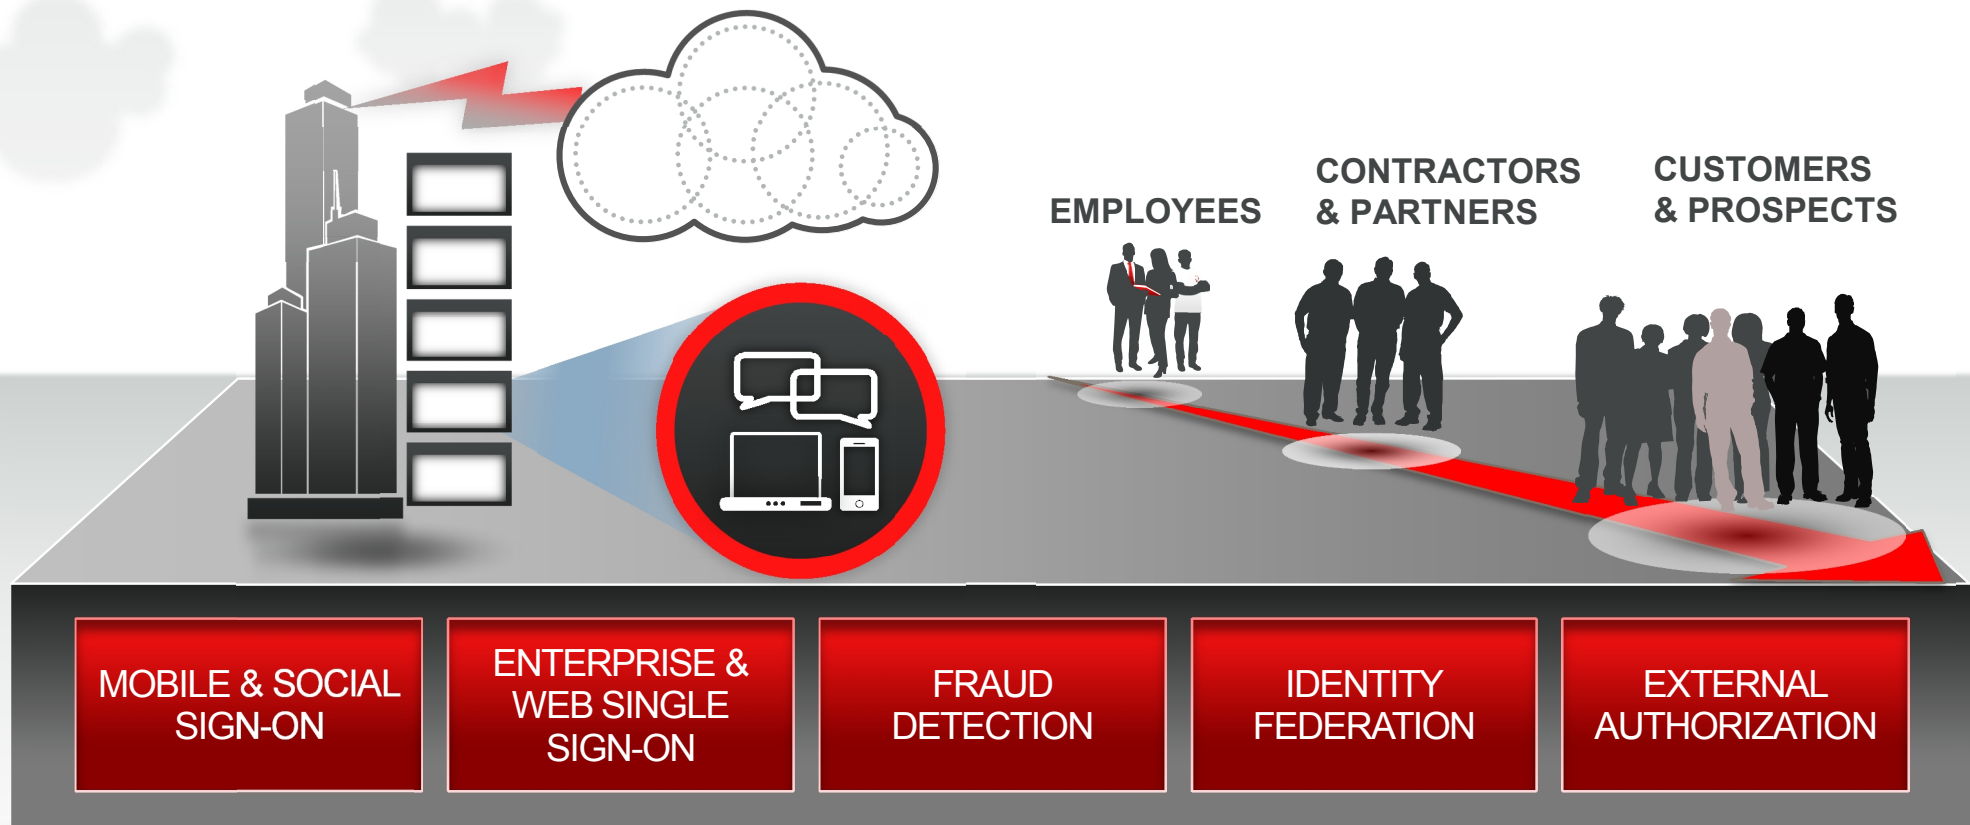 EMPLOYEES
CONTRACTORS
& PARTNERS
CUSTOMERS
& PROSPECTS
MOBILE & SOCIAL
SIGN-ON
ENTERPRISE &
WEB SINGLE
SIGN-ON
FRAUD
DETECTION
IDENTITY
FEDERATION
EXTERNAL
AUTHORIZATION